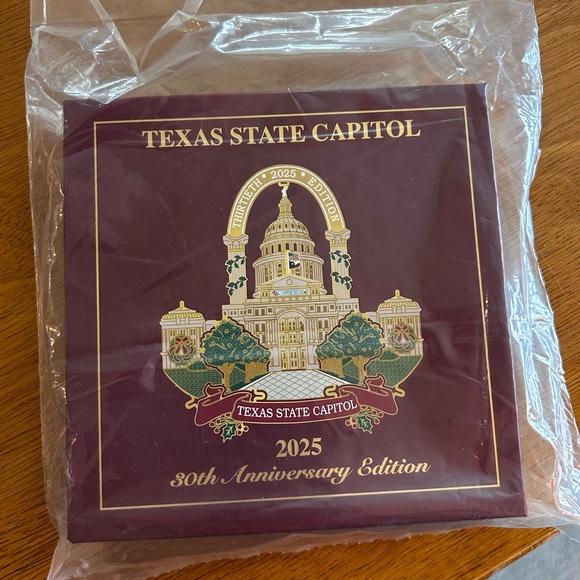 TEXAS STATE CAPITOL
THIRTIETH • 2025 • EDITION
TEXAS STATE CAPITOL
2025
30th Anniversary Edition